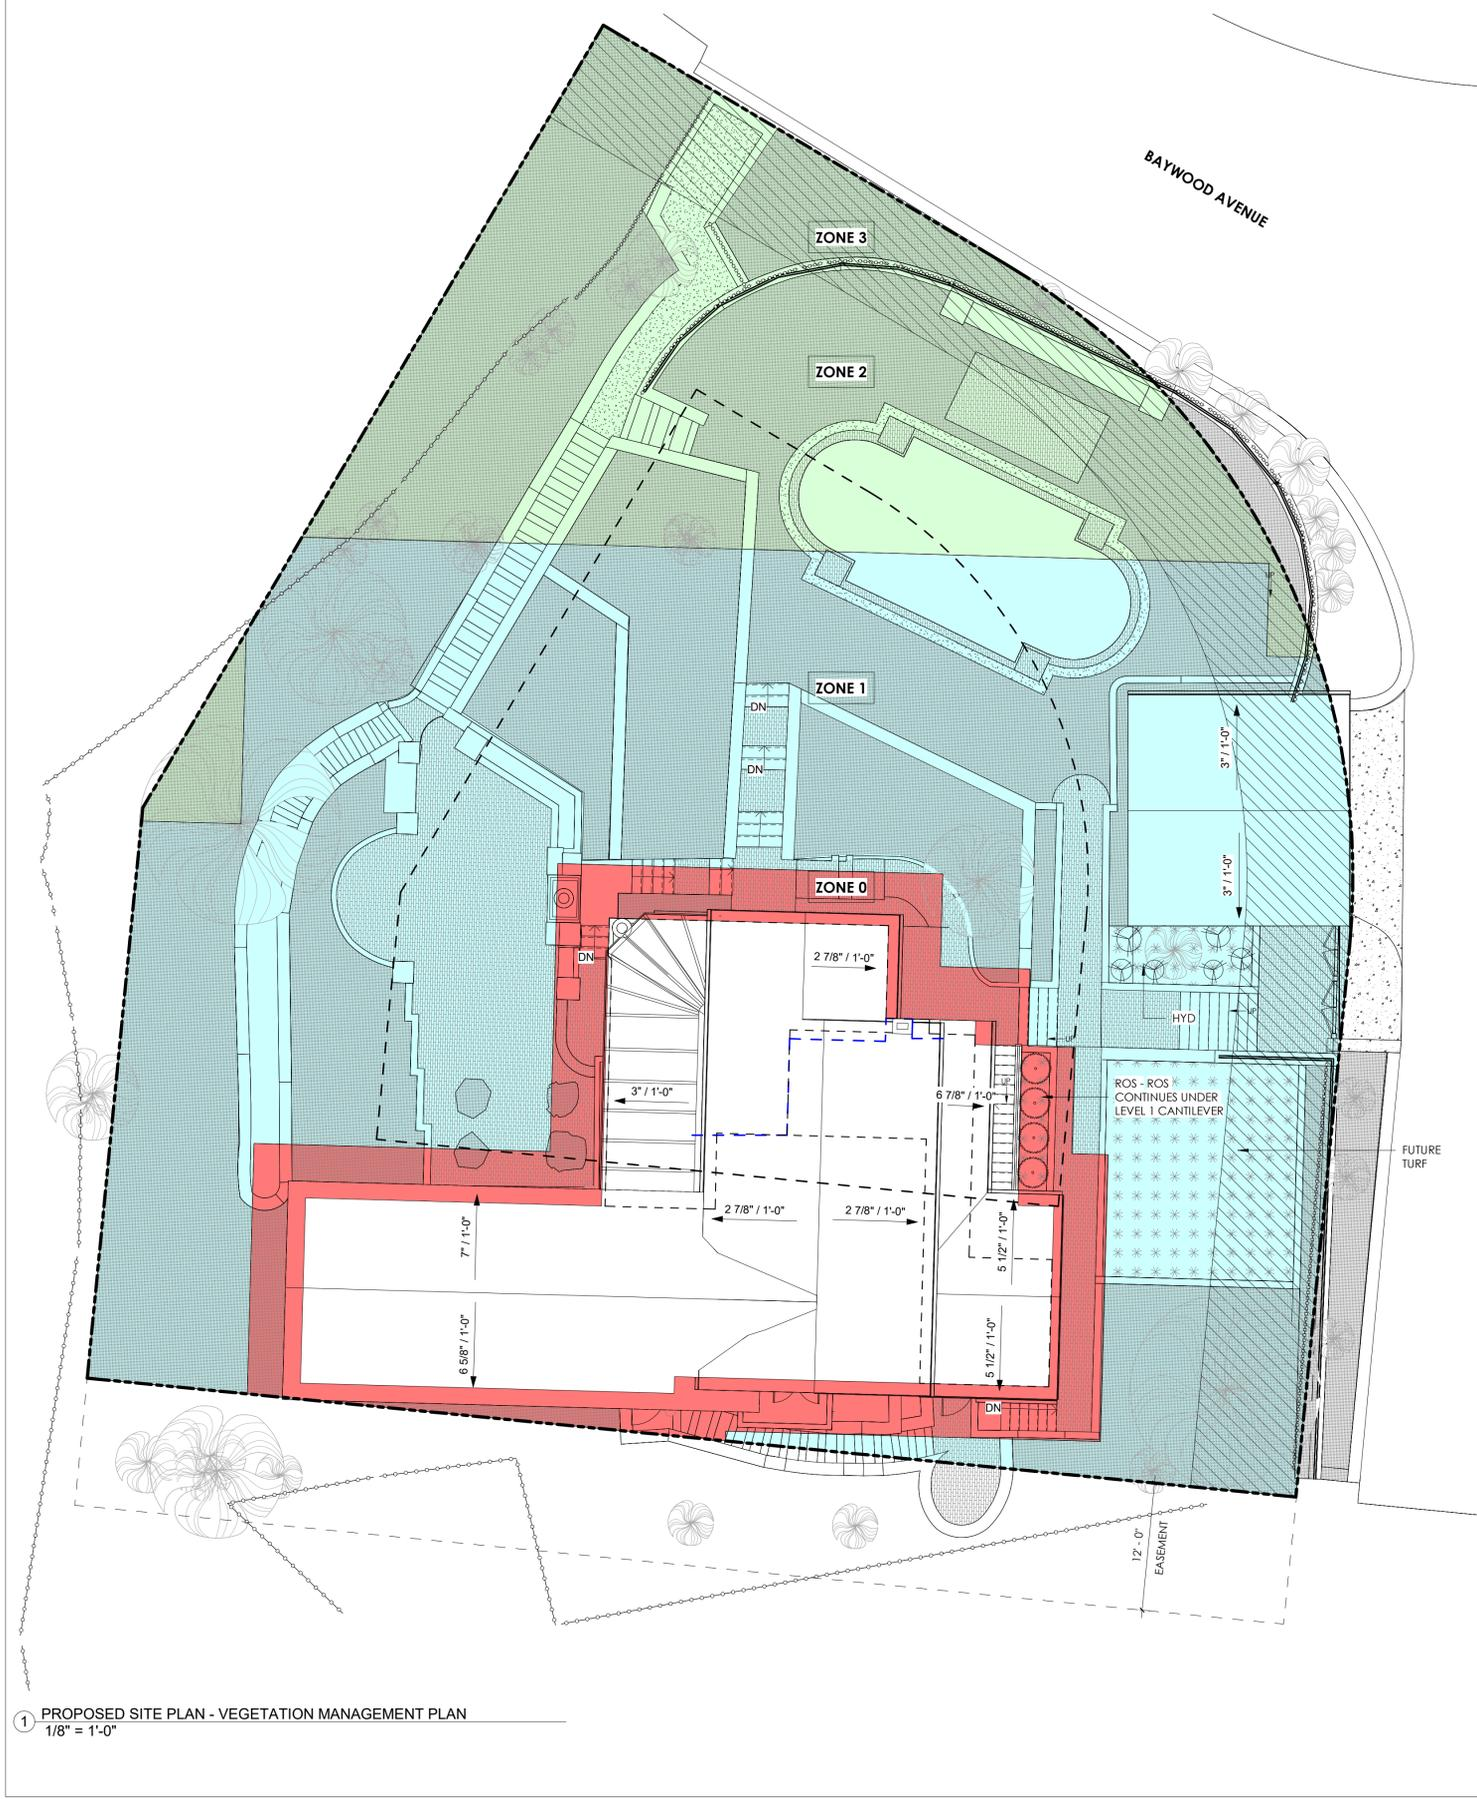 BAYWOOD AVENUE
ZONE 3
ZONE 2
UP
ZONE 1
DN
3" / 1'-0"
DN
3" / 1'-0"
ZONE 0
DN
2 7/8" / 1'-0"
HYD
UP
UP
UP
3" / 1'-0"
6 7/8" / 1'-0"
ROS - ROS
CONTINUES UNDER
LEVEL 1 CANTILEVER
FUTURE
TURF
2 7/8" / 1'-0"
2 7/8" / 1'-0"
7" / 1'-0"
5 1/2" / 1'-0"
6 5/8" / 1'-0"
5 1/2" / 1'-0"
DN
12' - 0"
EASEMENT
1 PROPOSED SITE PLAN - VEGETATION MANAGEMENT PLAN
1/8" = 1'-0"